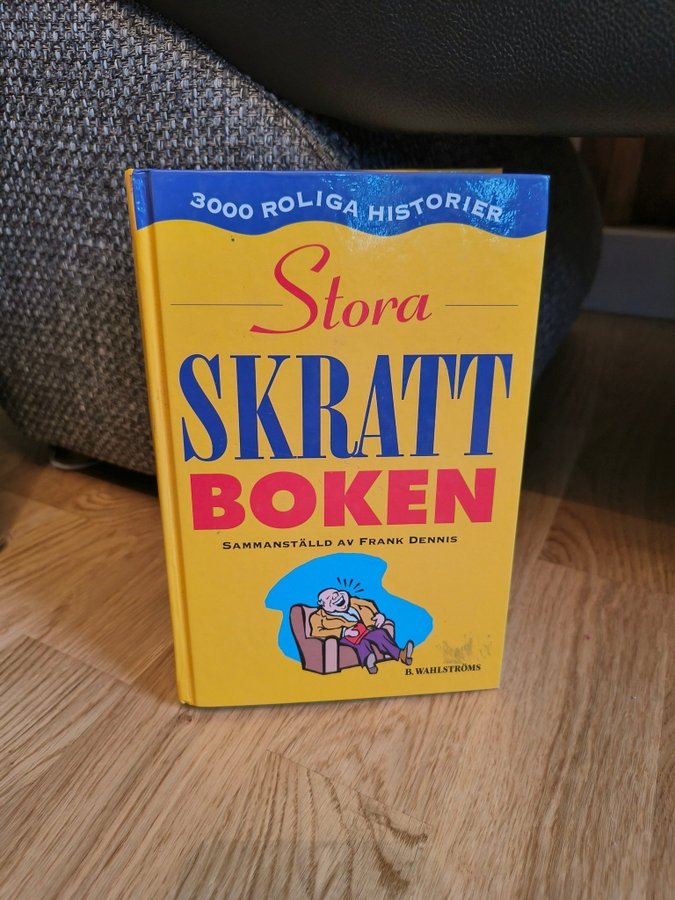 3000 ROLIGA HISTORIER
Stora
SKRATT
BOKEN
SAMMANSTÄLLD AV FRANK DENNIS
B. WAHLSTRÖMS